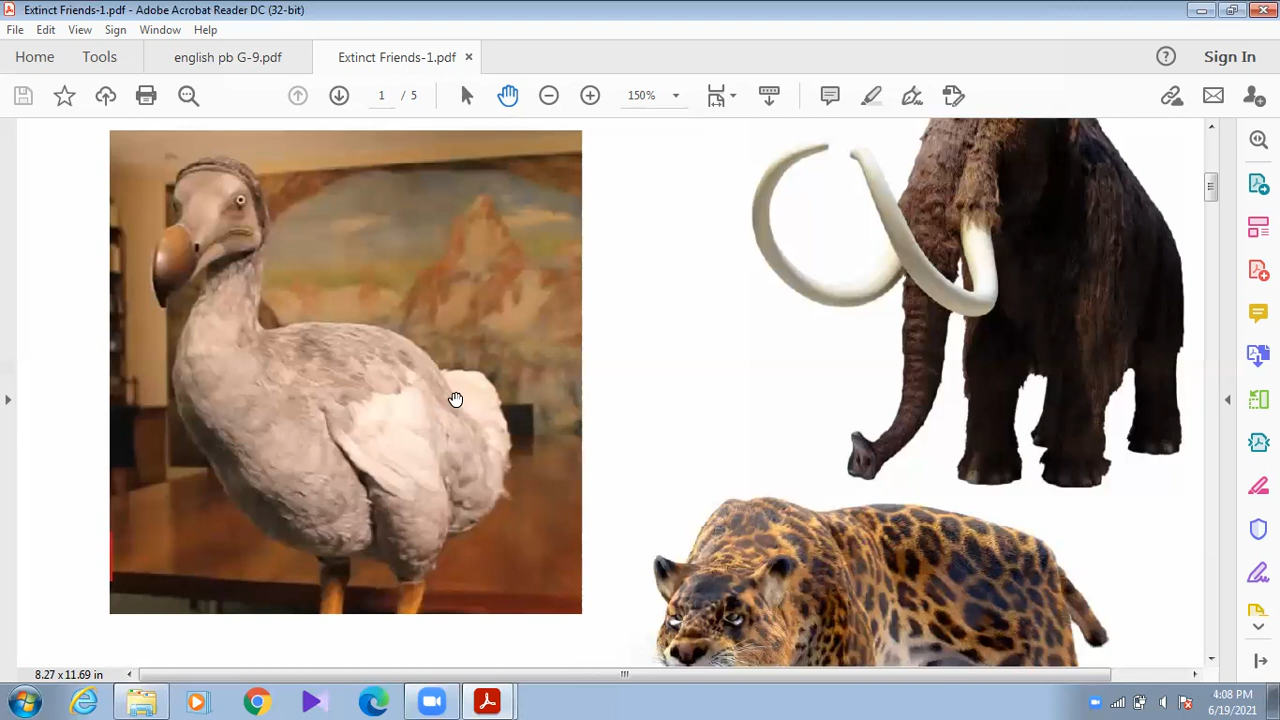 Extinct Friends-1.pdf - Adobe Acrobat Reader DC (32-bit)
File Edit View Sign Window Help
Home Tools english pb G-9.pdf Extinct Friends-1.pdf × Sign In
1 / 5 150%
8.27 x 11.69 in
4:08 PM
6/19/2021